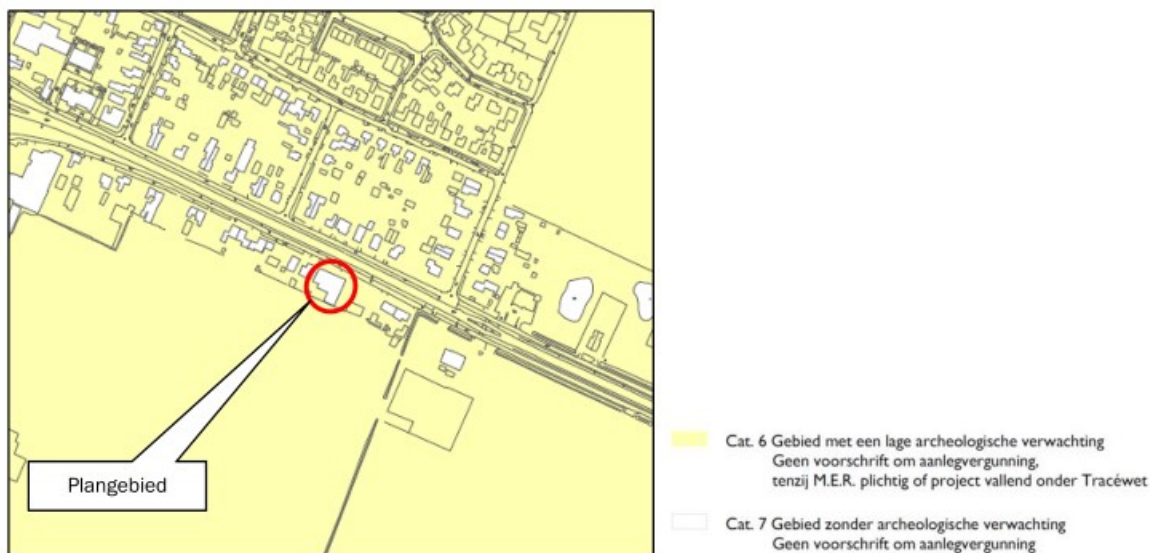 Plangebied
Cat. 6 Gebied met een lage archeologische verwachting
Geen voorschrift om aanlegvergunning,
tenzij M.E.R. plichtig of project vallend onder Tracéwet
Cat. 7 Gebied zonder archeologische verwachting
Geen voorschrift om aanlegvergunning